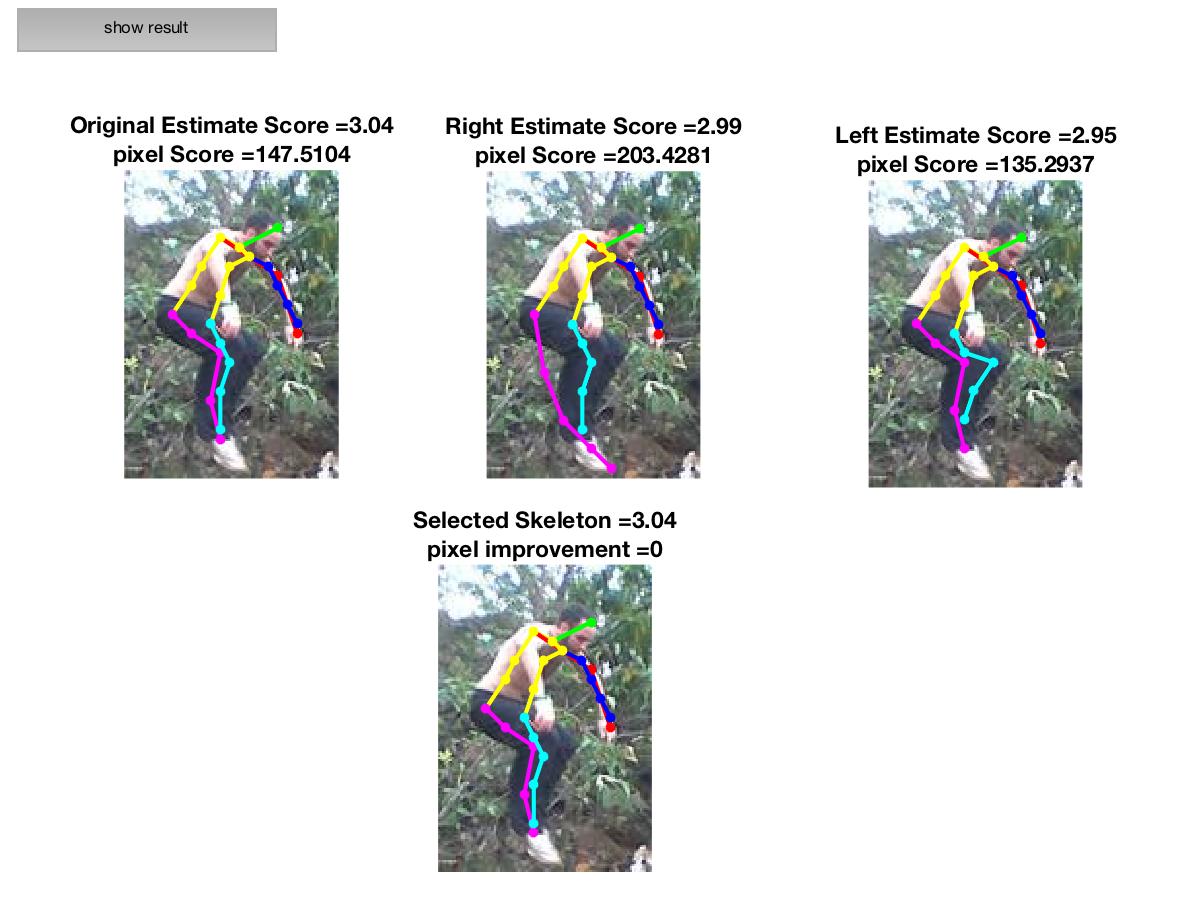 show result
Original Estimate Score =3.04
pixel Score =147.5104
Right Estimate Score =2.99
pixel Score =203.4281
Left Estimate Score =2.95
pixel Score =135.2937
Selected Skeleton =3.04
pixel improvement =0